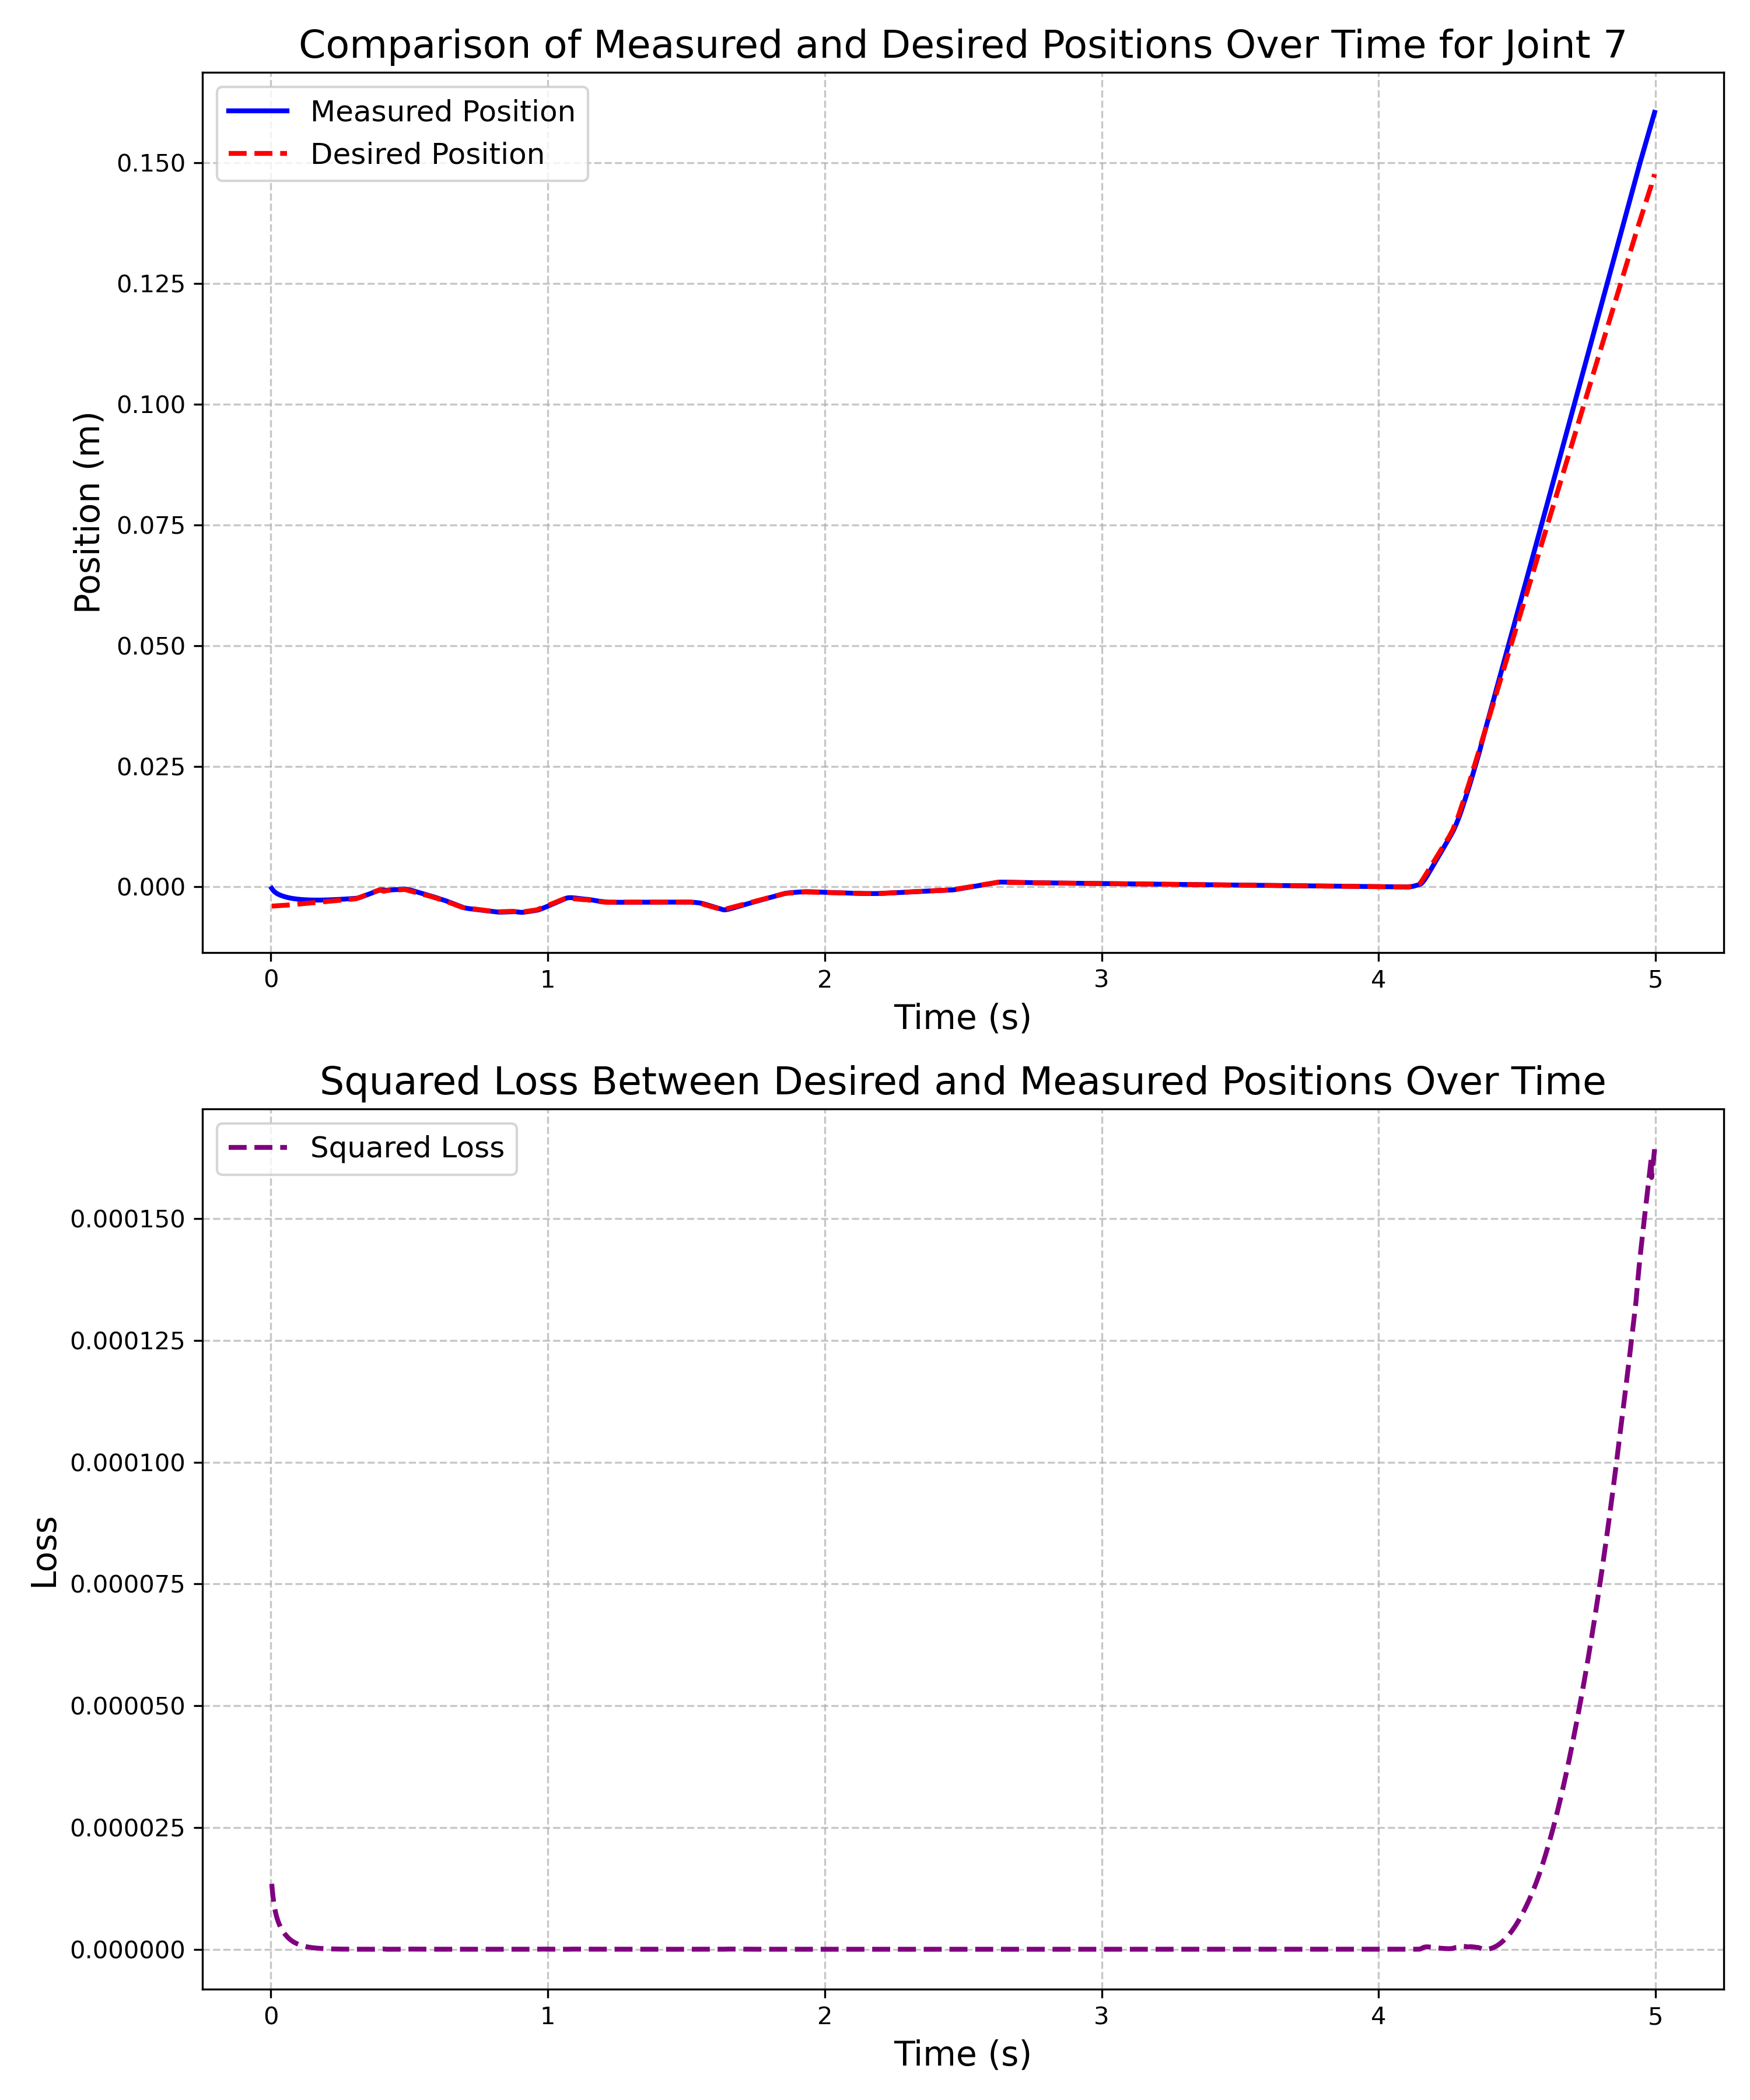 Comparison of Measured and Desired Positions Over Time for Joint 7
Measured Position
Desired Position
0.150
0.125
0.100
0.075
0.050
0.025
0.000
Position (m)
0 1 2 3 4 5
Time (s)
Squared Loss Between Desired and Measured Positions Over Time
Squared Loss
0.000150
0.000125
0.000100
0.000075
0.000050
0.000025
0.000000
Loss
0 1 2 3 4 5
Time (s)